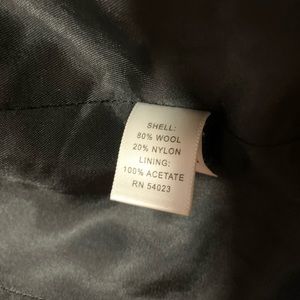 SHELL:
80% WOOL
20% NYLON
LINING:
100% ACETATE
RN 54023